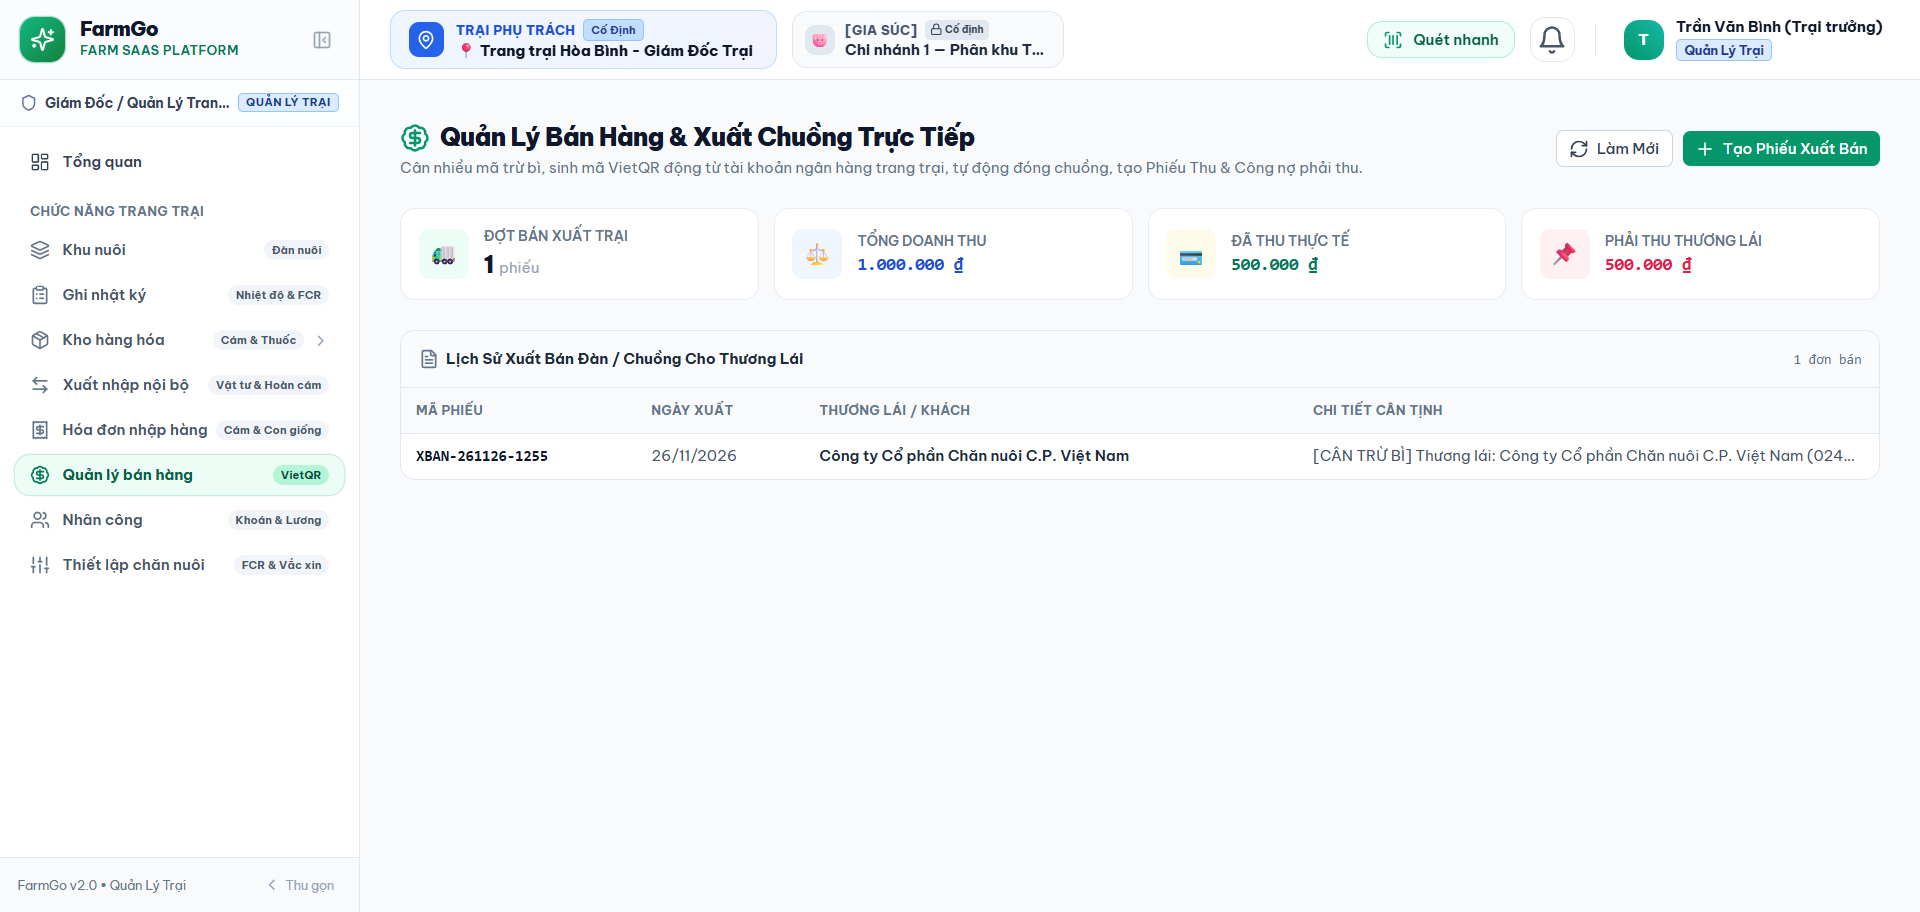 FarmGo
FARM SAAS PLATFORM
Giám Đốc / Quản Lý Tran... QUẢN LÝ TRẠI
Tổng quan
CHỨC NĂNG TRANG TRẠI
Khu nuôi Đàn nuôi
Ghi nhật ký Nhiệt độ & FCR
Kho hàng hóa Cám & Thuốc
Xuất nhập nội bộ Vật tư & Hoàn cám
Hóa đơn nhập hàng Cám & Con giống
Quản lý bán hàng VietQR
Nhân công Khoán & Lương
Thiết lập chăn nuôi FCR & Vắc xin
FarmGo v2.0 • Quản Lý Trại Thu gọn
TRẠI PHỤ TRÁCH Cố Định
Trang trại Hòa Bình - Giám Đốc Trại
[GIA SÚC] Cố định
Chi nhánh 1 — Phân khu T...
Quét nhanh
T
Trần Văn Bình (Trại trưởng)
Quản Lý Trại
Quản Lý Bán Hàng & Xuất Chuồng Trực Tiếp
Cân nhiều mã trừ bì, sinh mã VietQR động từ tài khoản ngân hàng trang trại, tự động đóng chuồng, tạo Phiếu Thu & Công nợ phải thu.
Làm Mới
Tạo Phiếu Xuất Bán
ĐỢT BÁN XUẤT TRẠI
1 phiếu
TỔNG DOANH THU
1.000.000 ₫
ĐÃ THU THỰC TẾ
500.000 ₫
PHẢI THU THƯƠNG LÁI
500.000 ₫
Lịch Sử Xuất Bán Đàn / Chuồng Cho Thương Lái
1 đơn bán
MÃ PHIẾU NGÀY XUẤT THƯƠNG LÁI / KHÁCH CHI TIẾT CÂN TỊNH
XBAN-261126-1255 26/11/2026 Công ty Cổ phần Chăn nuôi C.P. Việt Nam [CÂN TRỪ BÌ] Thương lái: Công ty Cổ phần Chăn nuôi C.P. Việt Nam (024...